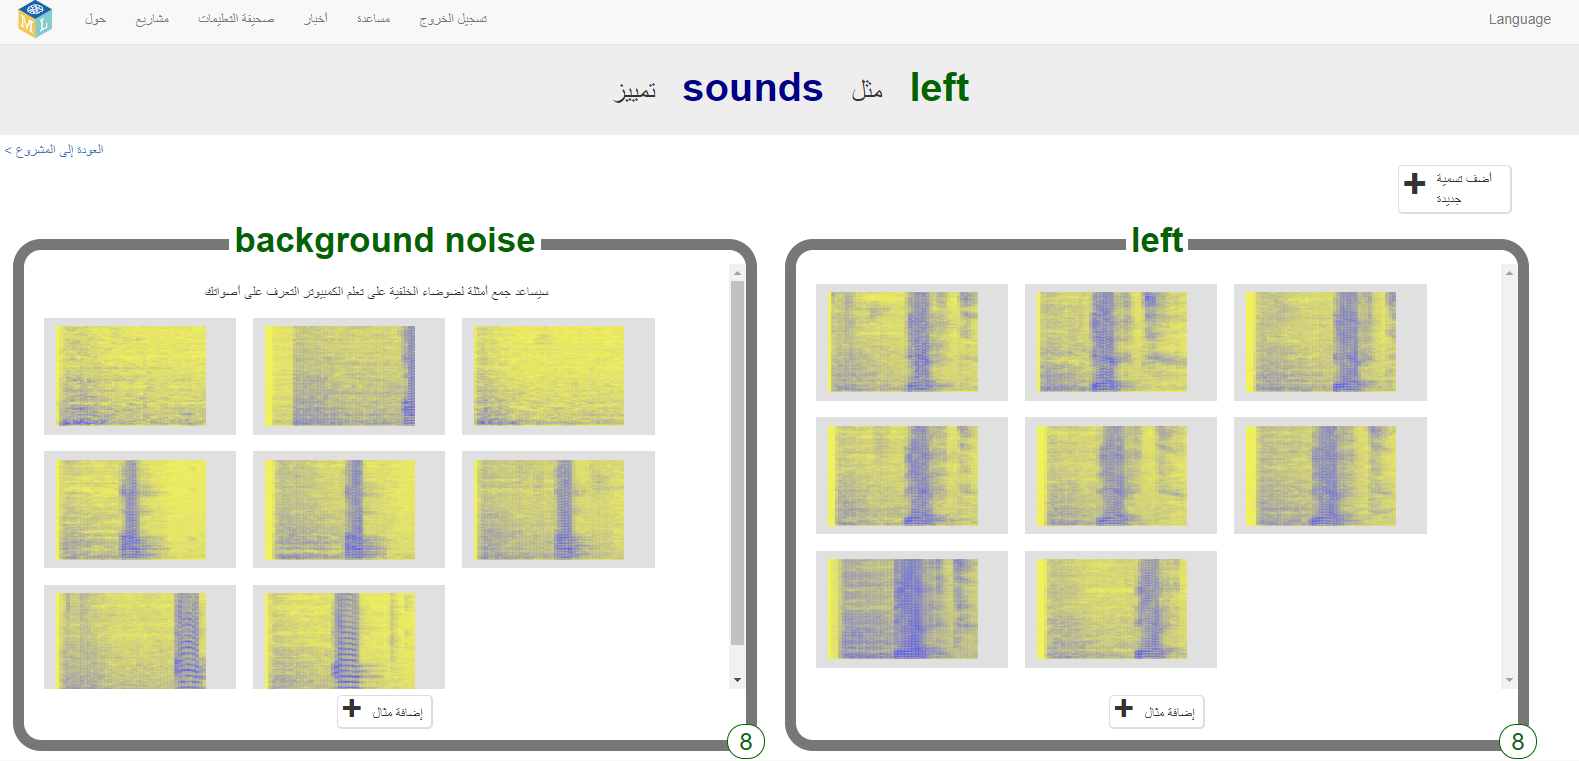 ML
حول
مشاريع
صحيفة التعليمات
أخبار
مساعدة
تسجيل الخروج
Language
تمييز sounds مثل left
< العودة إلى المشروع
أضف تسمية
جديدة
background noise
سيساعد جمع أمثلة لضوضاء الخلفية على تعلم الكمبيوتر التعرف على أصواتك
إضافة مثال
8
left
إضافة مثال
8